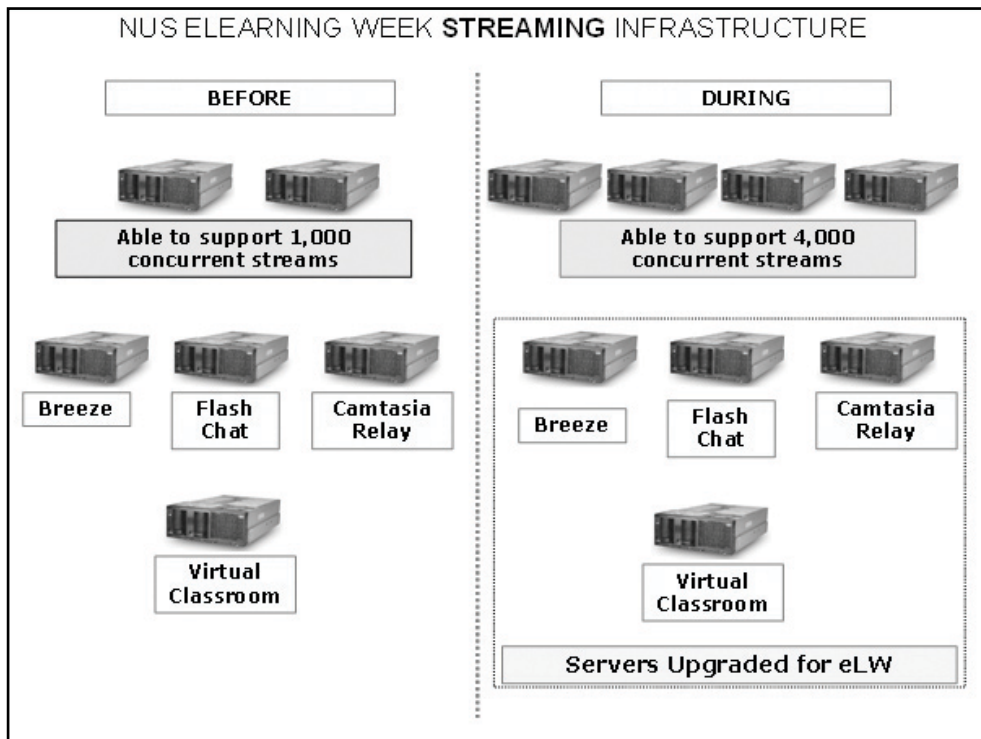 NUS ELEARNING WEEK STREAMING INFRASTRUCTURE
BEFORE
Able to support 1,000
concurrent streams
Breeze
Flash
Chat
Camtasia
Relay
Virtual
Classroom
DURING
Able to support 4,000
concurrent streams
Breeze
Flash
Chat
Camtasia
Relay
Virtual
Classroom
Servers Upgraded for eLW